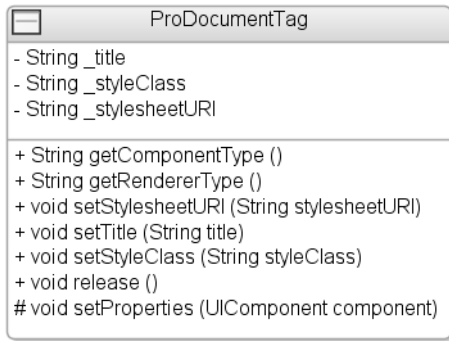 ProDocumentTag
- String _title
- String _styleClass
- String _stylesheetURI
+ String getComponentType ()
+ String getRendererType ()
+ void setStylesheetURI (String stylesheetURI)
+ void setTitle (String title)
+ void setStyleClass (String styleClass)
+ void release ()
# void setProperties (UIComponent component)